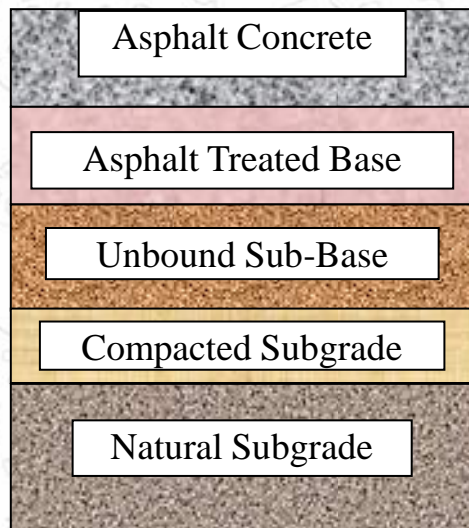 Asphalt Concrete
Asphalt Treated Base
Unbound Sub-Base
Compacted Subgrade
Natural Subgrade